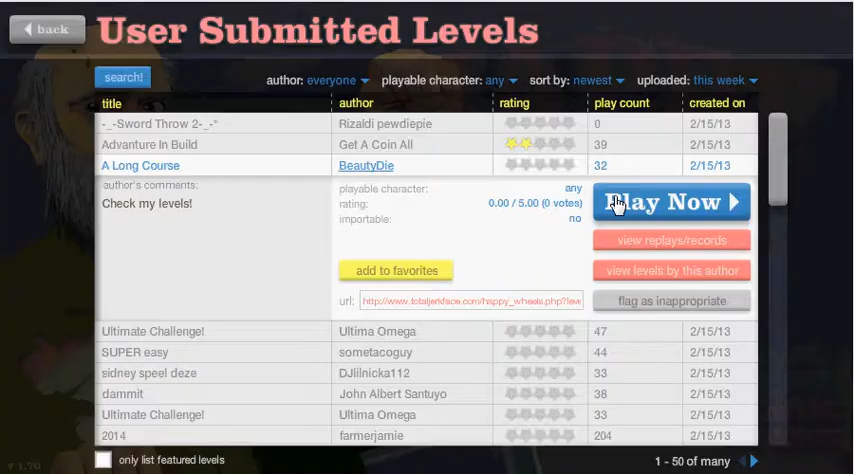 back
User Submitted Levels
search!
author: everyone playable character: any sort by: newest uploaded: this week
title author rating play count created on
-_-Sword Throw 2-_-* Rizaldi pewdiepie 0 2/15/13
Advanture In Build Get A Coin All 39 2/15/13
A Long Course BeautyDie 32 2/15/13
author's comments:
Check my levels!
playable character: any
rating: 0.00 / 5.00 (0 votes)
importable: no
Play Now
view replays/records
add to favorites
view levels by this author
url: http://www.totaljerkface.com/happy_wheels.php?leve
flag as inappropriate
Ultimate Challenge! Ultima Omega 47 2/15/13
SUPER easy sometacoguy 44 2/15/13
sidney speel deze DJlilnicka112 33 2/15/13
dammit John Albert Santuyo 38 2/15/13
Ultimate Challenge! Ultima Omega 33 2/15/13
2014 farmerjamie 204 2/15/13
only list featured levels 1 - 50 of many
v 1.70